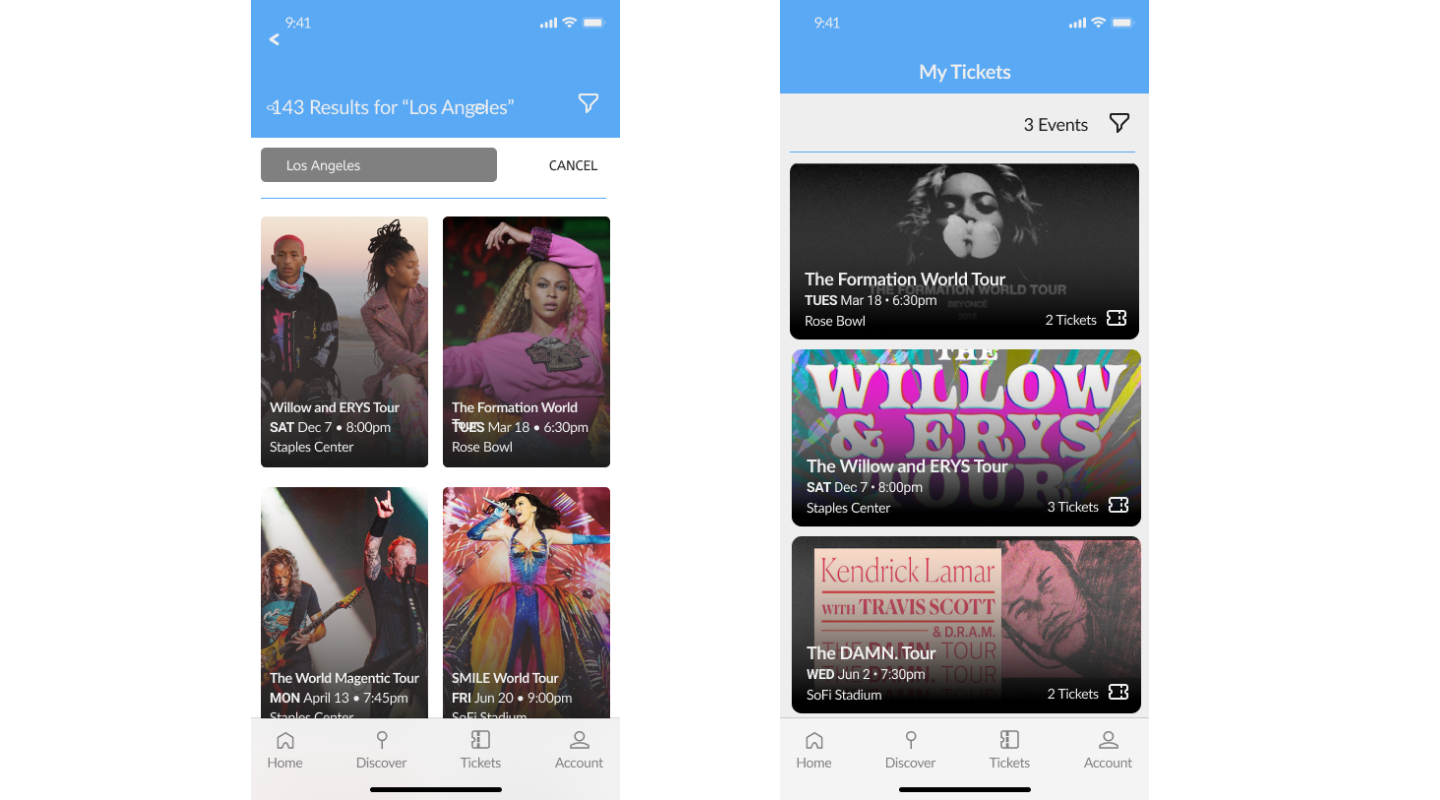 9:41
<
143 Results for “Los Angeles”
Los Angeles
CANCEL
Willow and ERYS Tour
SAT Dec 7 • 8:00pm
Staples Center
The Formation World
Tour
TUES Mar 18 • 6:30pm
Rose Bowl
The World Magentic Tour
MON April 13 • 7:45pm
Staples Center
SMILE World Tour
FRI Jun 20 • 9:00pm
SoFi Stadium
Home
Discover
Tickets
Account
9:41
My Tickets
3 Events
The Formation World Tour
THE FORMATION WORLD TOUR
TUES Mar 18 • 6:30pm
BEYONCÉ
2016
Rose Bowl
2 Tickets
THE
WILLOW
& ERYS
TOUR
The Willow and ERYS Tour
SAT Dec 7 • 8:00pm
Staples Center
3 Tickets
Kendrick Lamar
WITH TRAVIS SCOTT
& D.R.A.M.
THE DAMN. TOUR
The DAMN. Tour
THE DAMN. TOUR
WED Jun 2 • 7:30pm
SoFi Stadium
2 Tickets
Home
Discover
Tickets
Account